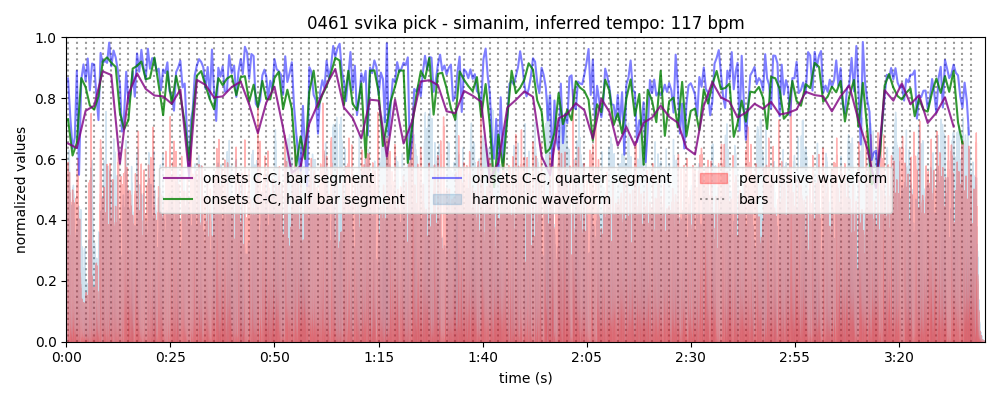 0461 svika pick - simanim, inferred tempo: 117 bpm
normalized values
1.0
0.8
0.6
0.4
0.2
0.0
onsets C-C, bar segment
onsets C-C, half bar segment
onsets C-C, quarter segment
harmonic waveform
percussive waveform
bars
0:00 0:25 0:50 1:15 1:40 2:05 2:30 2:55 3:20
time (s)